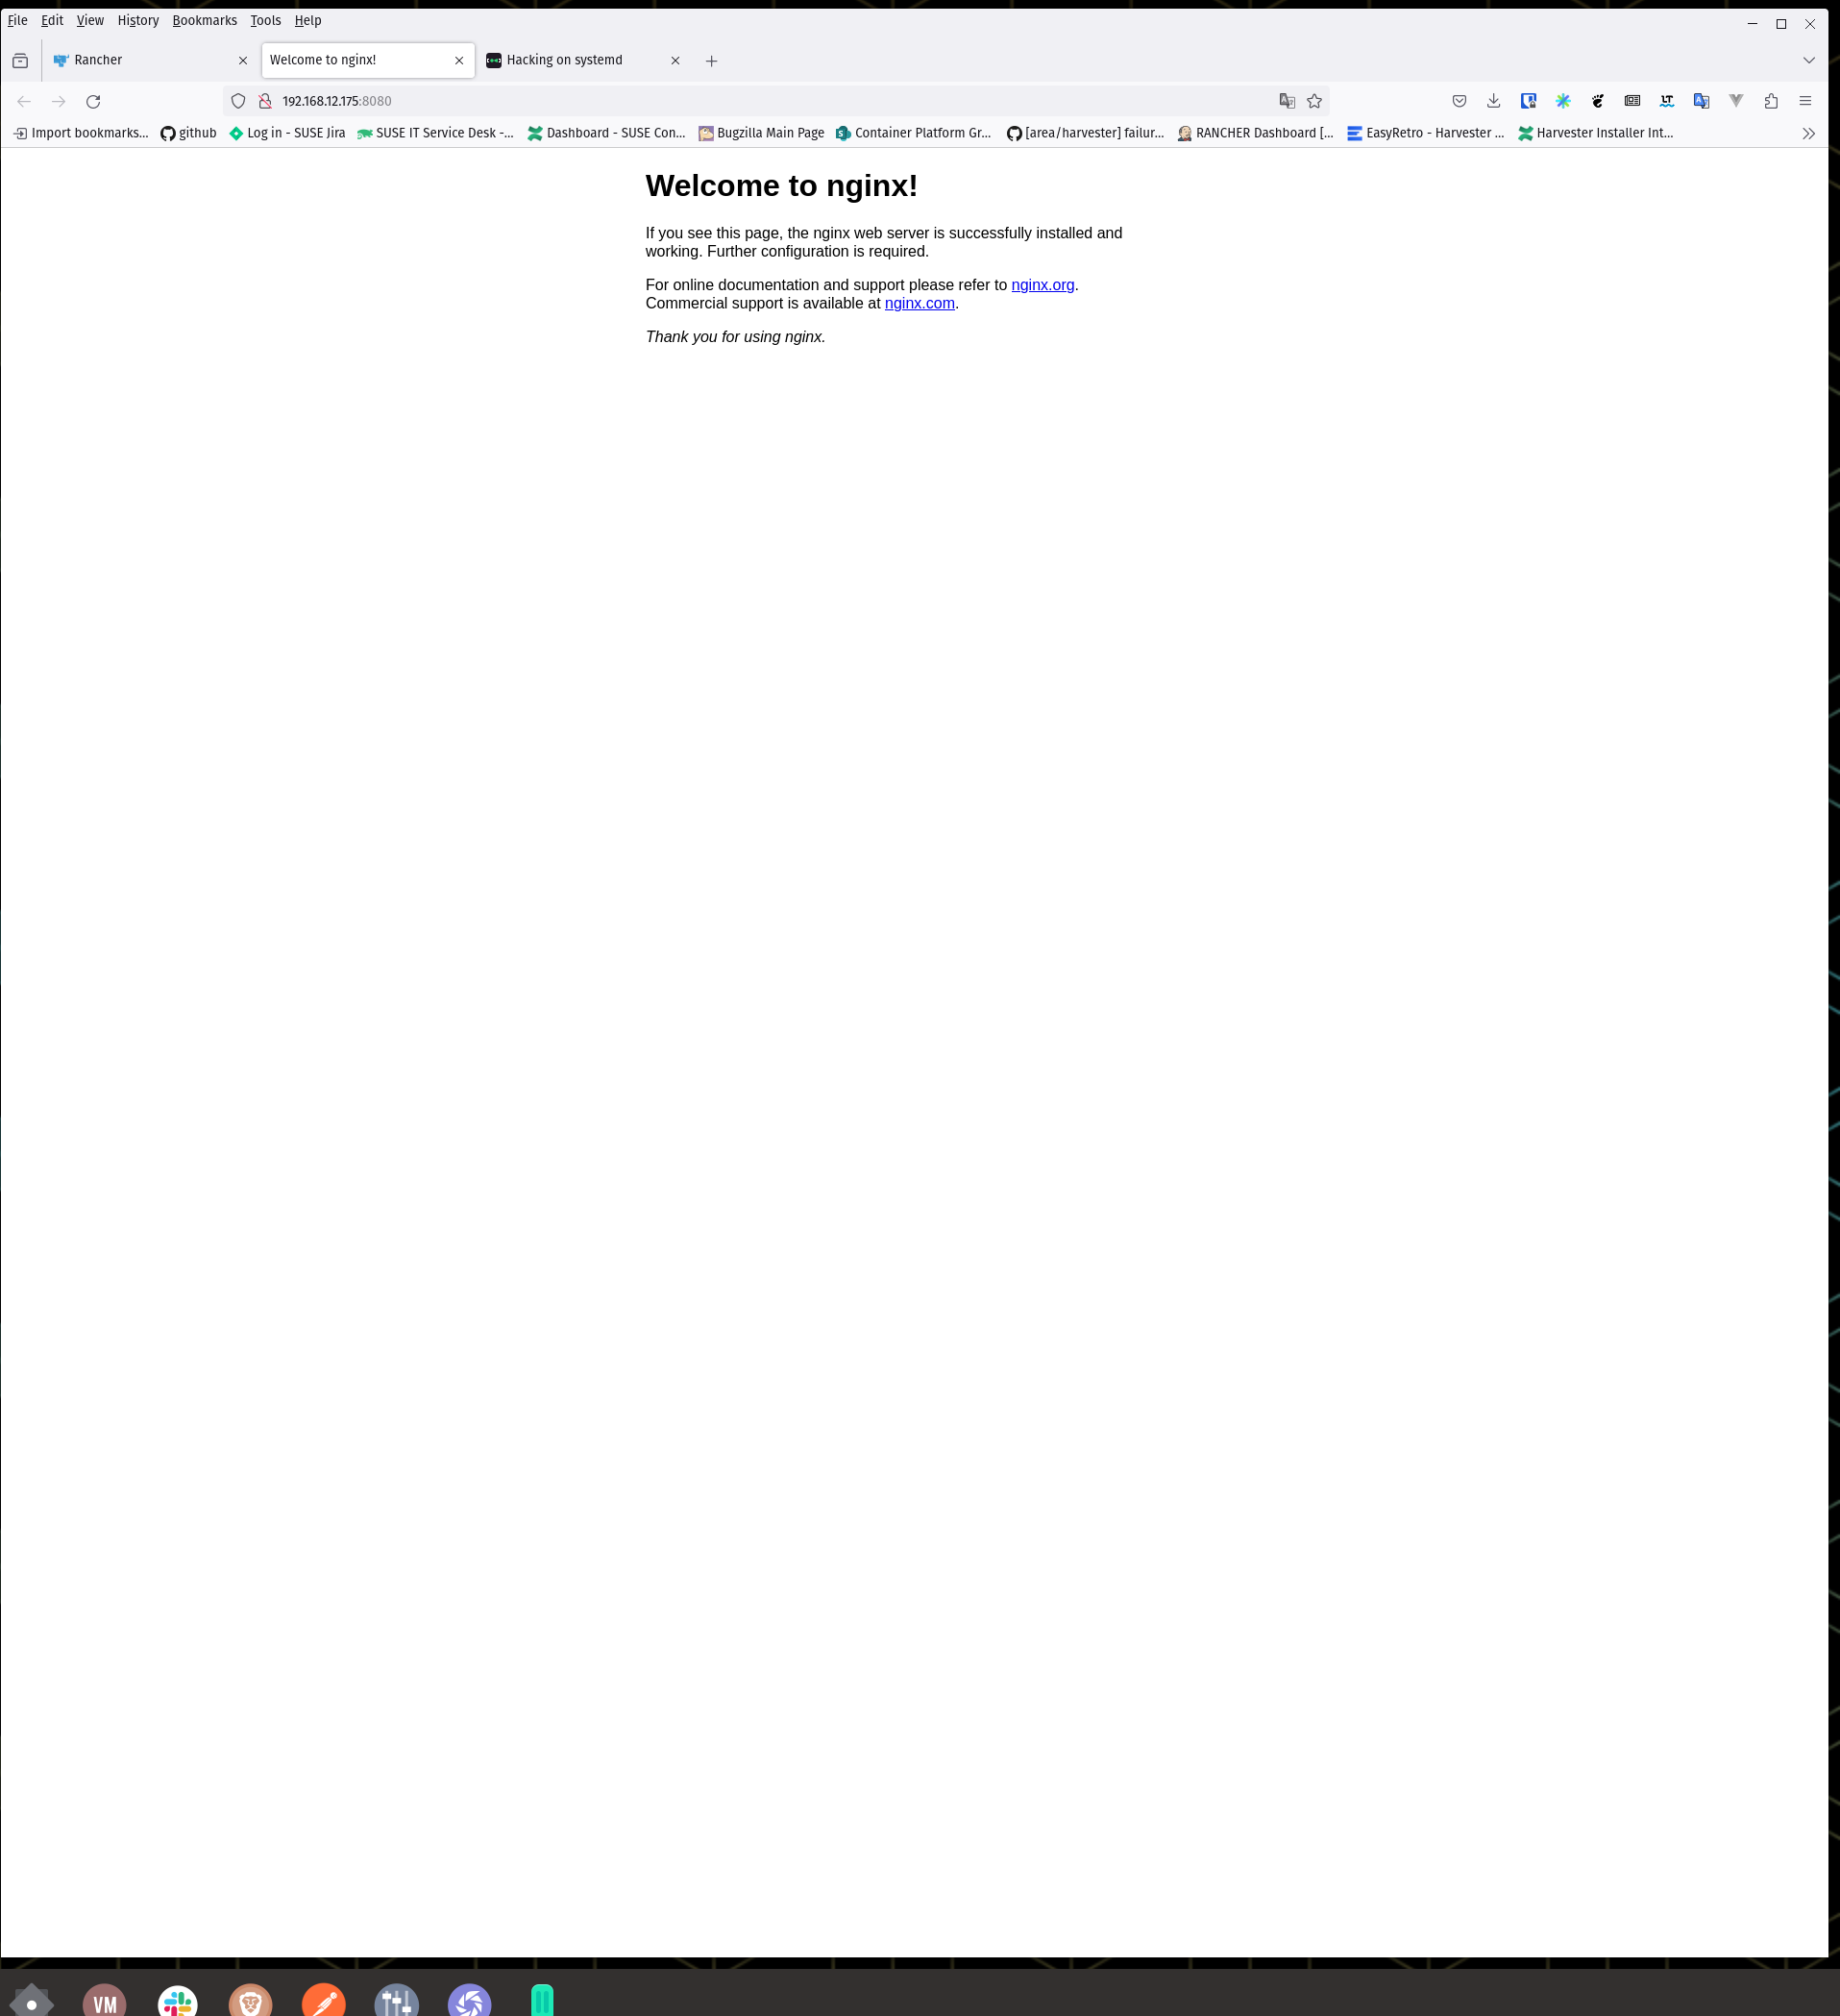 File Edit View History Bookmarks Tools Help
Rancher
Welcome to nginx!
Hacking on systemd
192.168.12.175:8080
Import bookmarks...
github
Log in - SUSE Jira
SUSE IT Service Desk -...
Dashboard - SUSE Con...
Bugzilla Main Page
Container Platform Gr...
[area/harvester] failur...
RANCHER Dashboard [...
EasyRetro - Harvester ...
Harvester Installer Int...
Welcome to nginx!
If you see this page, the nginx web server is successfully installed and
working. Further configuration is required.
For online documentation and support please refer to nginx.org.
Commercial support is available at nginx.com.
Thank you for using nginx.
VM